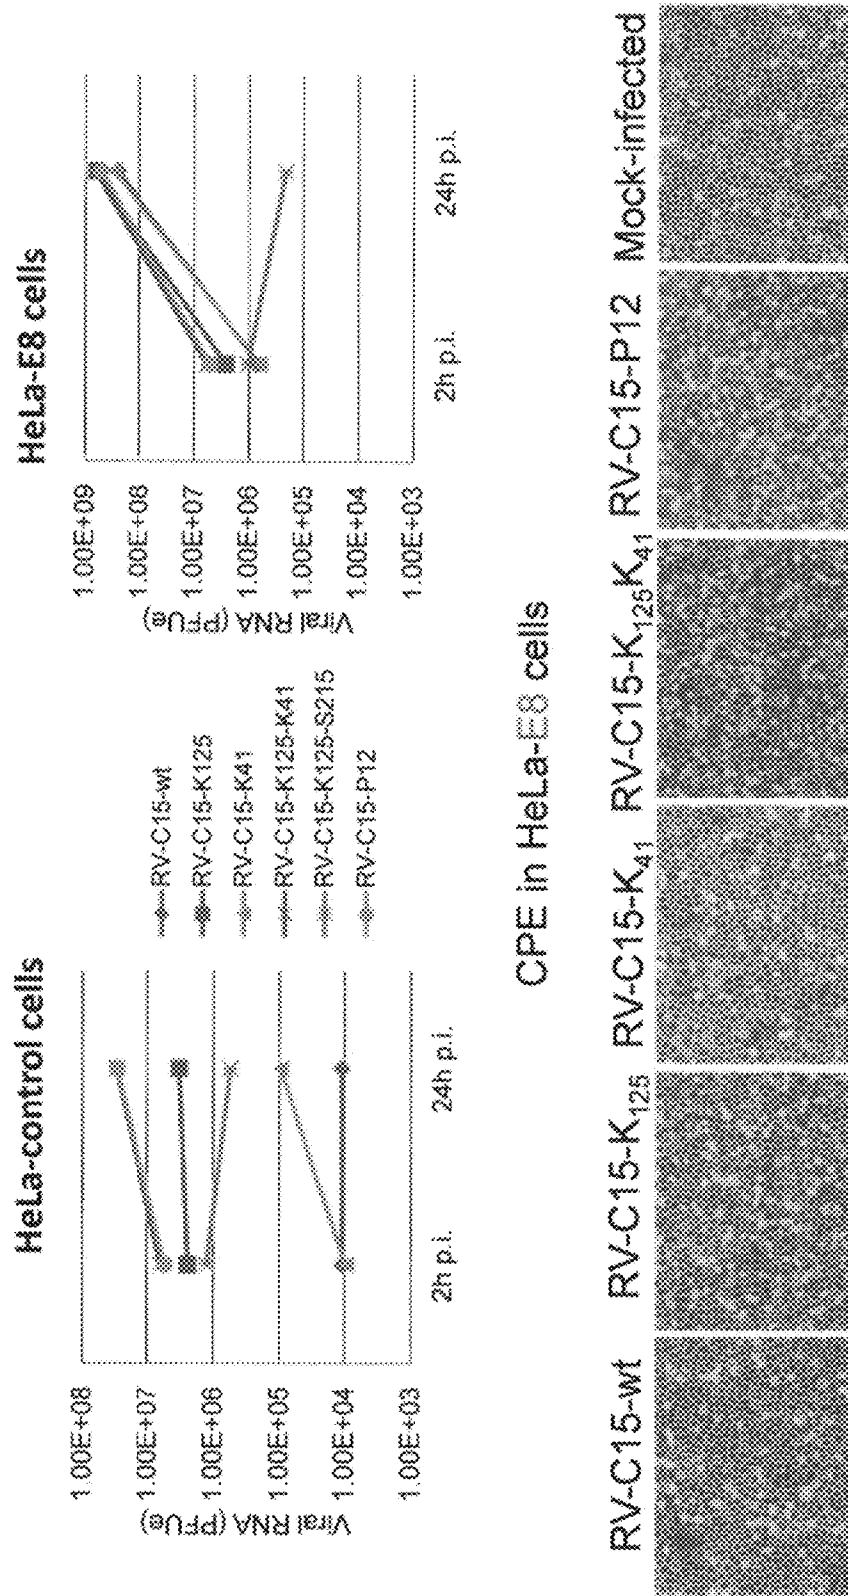 HeLa-control cells
1.00E+08
1.00E+07
1.00E+06
1.00E+05
1.00E+04
1.00E+03
Viral RNA (PFUe)
2h p.i.
24h p.i.
RV-C15-wt
RV-C15-K125
RV-C15-K41
RV-C15-K125-K41
RV-C15-K125-S215
RV-C15-P12
HeLa-E8 cells
1.00E+09
1.00E+08
1.00E+07
1.00E+06
1.00E+05
1.00E+04
1.00E+03
Viral RNA (PFUe)
2h p.i.
24h p.i.
CPE in HeLa-E8 cells
RV-C15-wt
RV-C15-K₁₂₅
RV-C15-K₄₁
RV-C15-K₁₂₅K₄₁
RV-C15-P12
Mock-infected